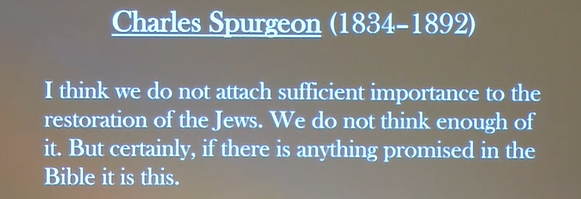 Charles Spurgeon (1834–1892)
I think we do not attach sufficient importance to the
restoration of the Jews. We do not think enough of
it. But certainly, if there is anything promised in the
Bible it is this.